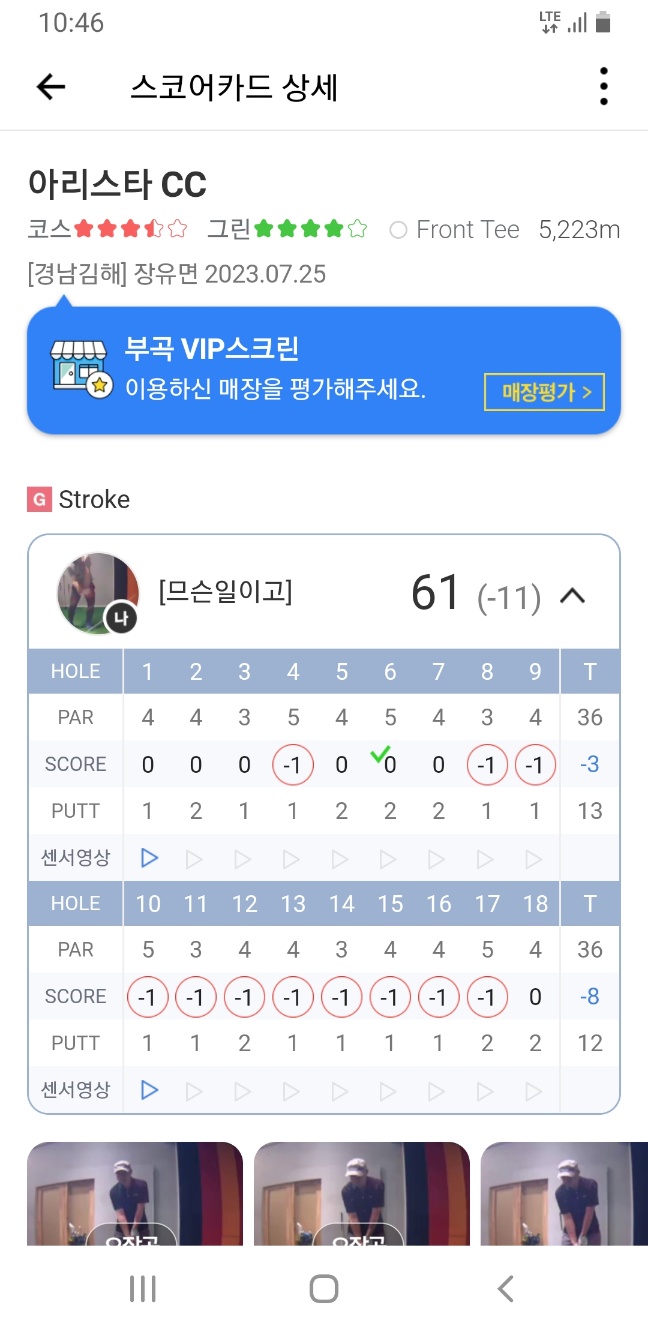 10:46 LTE
스코어카드 상세
아리스타 CC
코스 그린 Front Tee 5,223m
[경남김해] 장유면 2023.07.25
부곡 VIP스크린
이용하신 매장을 평가해주세요. 매장평가 >
G Stroke
나 [므슨일이고] 61 (-11)
HOLE 1 2 3 4 5 6 7 8 9 T
PAR 4 4 3 5 4 5 4 3 4 36
SCORE 0 0 0 -1 0 0 0 -1 -1 -3
PUTT 1 2 1 1 2 2 2 1 1 13
센서영상
HOLE 10 11 12 13 14 15 16 17 18 T
PAR 5 3 4 4 3 4 4 5 4 36
SCORE -1 -1 -1 -1 -1 -1 -1 -1 0 -8
PUTT 1 1 2 1 1 1 1 2 2 12
센서영상